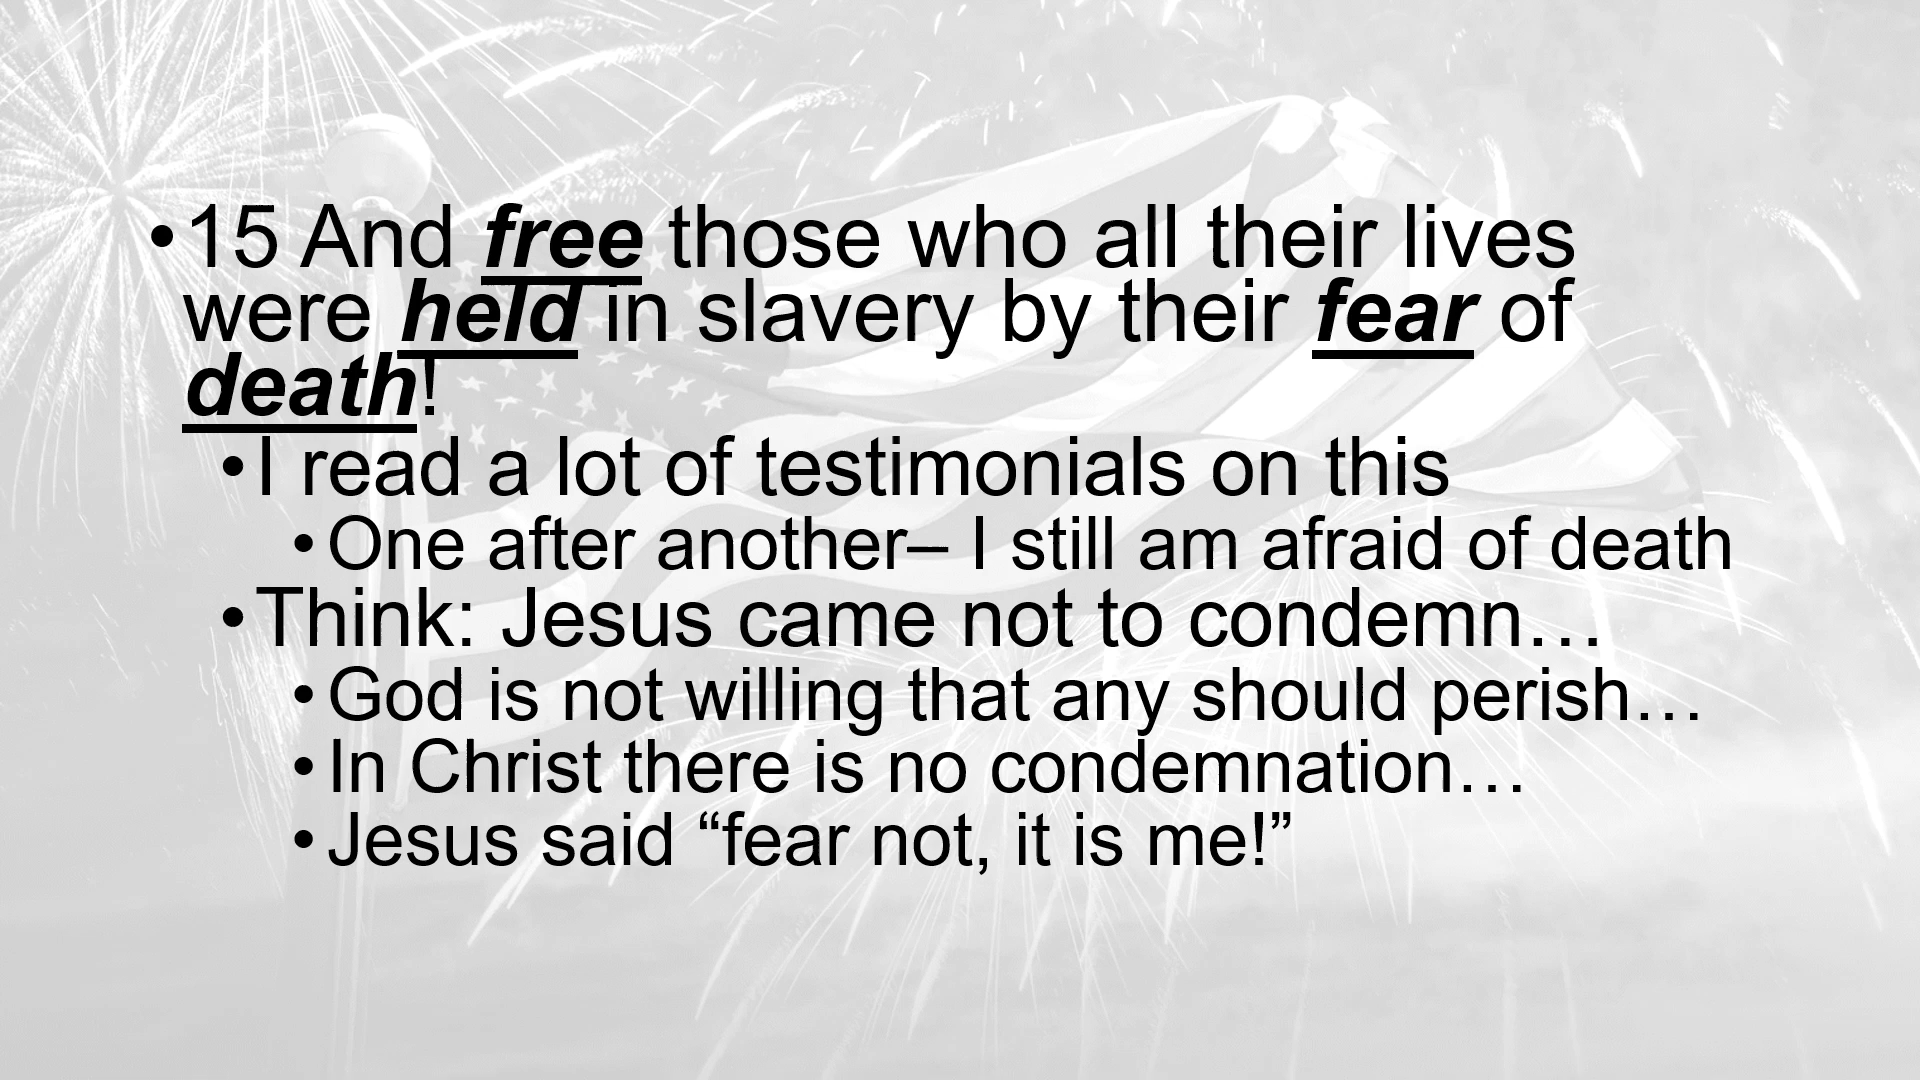 •15 And free those who all their lives
were held in slavery by their fear of
death!
•I read a lot of testimonials on this
•One after another– I still am afraid of death
•Think: Jesus came not to condemn…
•God is not willing that any should perish…
•In Christ there is no condemnation…
•Jesus said “fear not, it is me!”